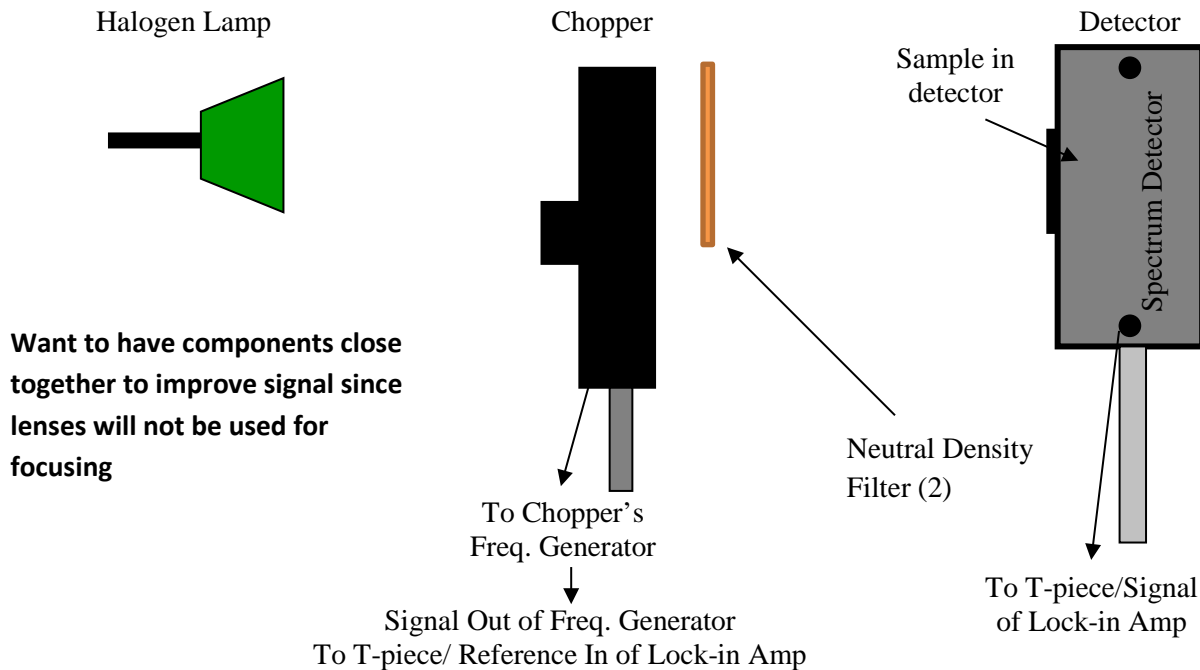 Halogen Lamp
Chopper
Detector
Sample in
detector
Spectrum Detector
Want to have components close
together to improve signal since
lenses will not be used for
focusing
Neutral Density
Filter (2)
To Chopper’s
Freq. Generator
Signal Out of Freq. Generator
To T-piece/ Reference In of Lock-in Amp
To T-piece/Signal
of Lock-in Amp